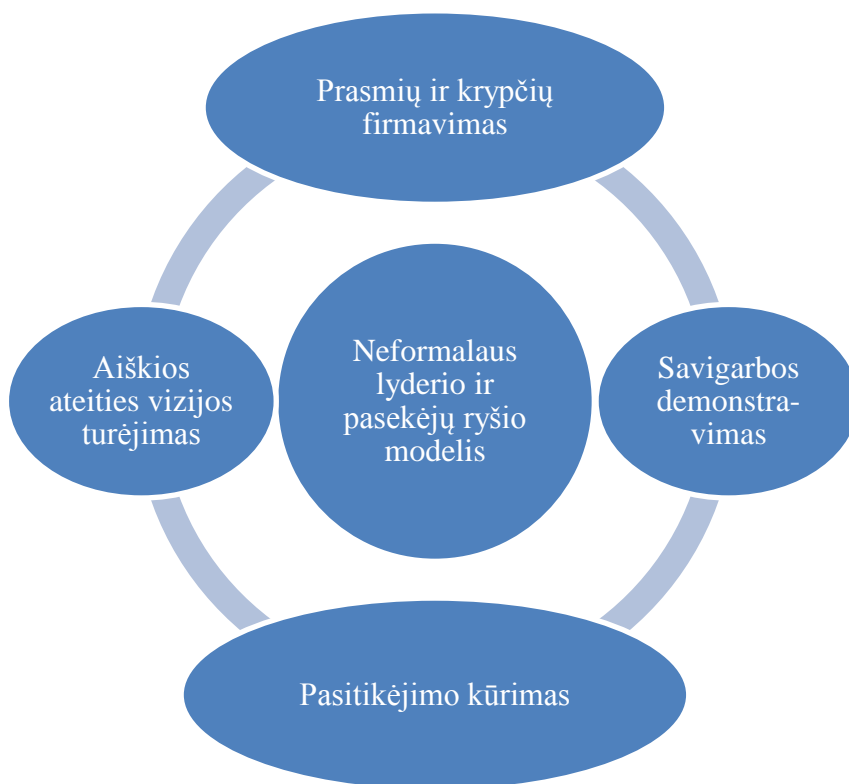 Prasmių ir krypčių
firmavimas
Aiškios
ateities vizijos
turėjimas
Neformalaus
lyderio ir
pasekėjų ryšio
modelis
Savigarbos
demonstra-
vimas
Pasitikėjimo kūrimas